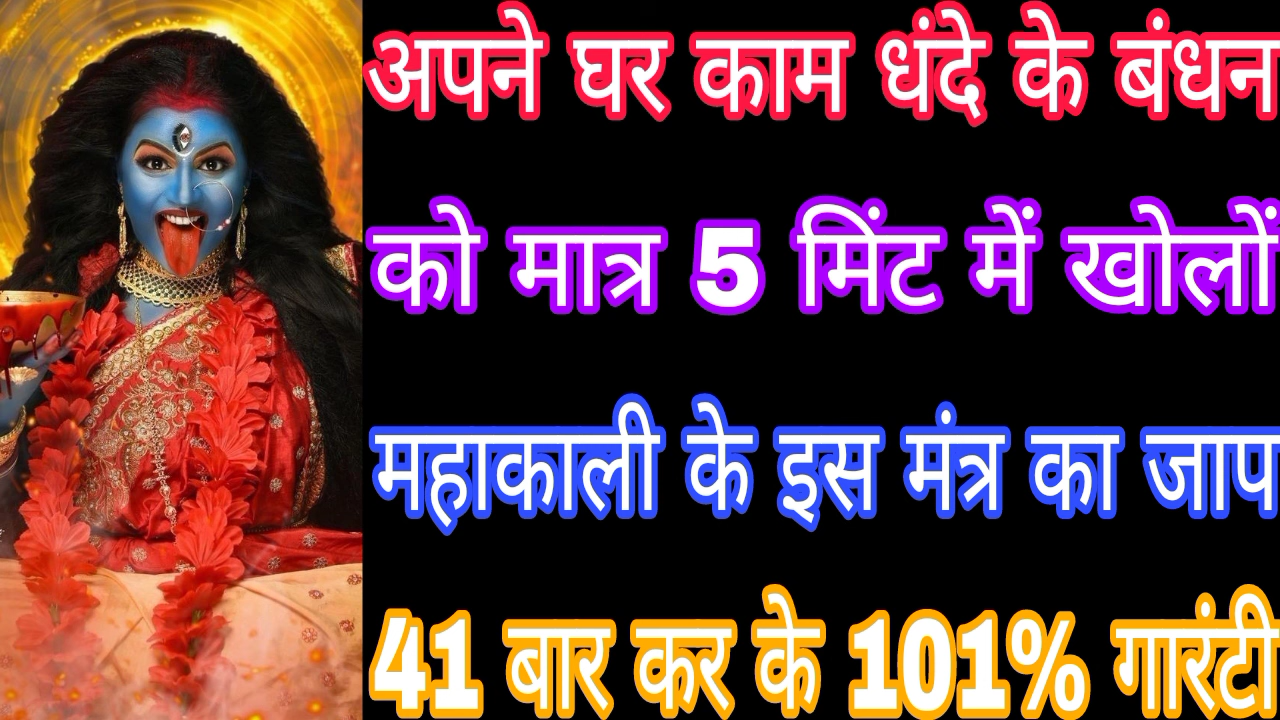 अपने घर काम धंदे के बंधन
को मात्र 5 मिंट में खोलों
महाकाली के इस मंत्र का जाप
41 बार कर के 101% गारंटी